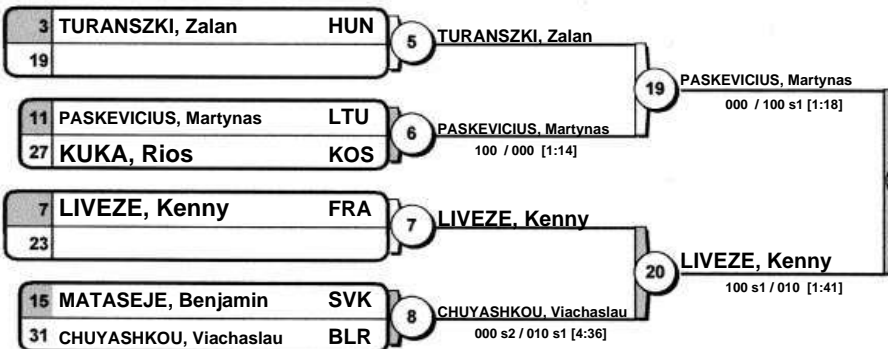 3 TURANSZKI, Zalan HUN
19
5 TURANSZKI, Zalan
11 PASKEVICIUS, Martynas LTU
27 KUKA, Rios KOS
6 PASKEVICIUS, Martynas
100 / 000 [1:14]
19 PASKEVICIUS, Martynas
000 / 100 s1 [1:18]
7 LIVEZE, Kenny FRA
23
7 LIVEZE, Kenny
15 MATASEJE, Benjamin SVK
31 CHUYASHKOU, Viachaslau BLR
8 CHUYASHKOU, Viachaslau
000 s2 / 010 s1 [4:36]
20 LIVEZE, Kenny
100 s1 / 010 [1:41]